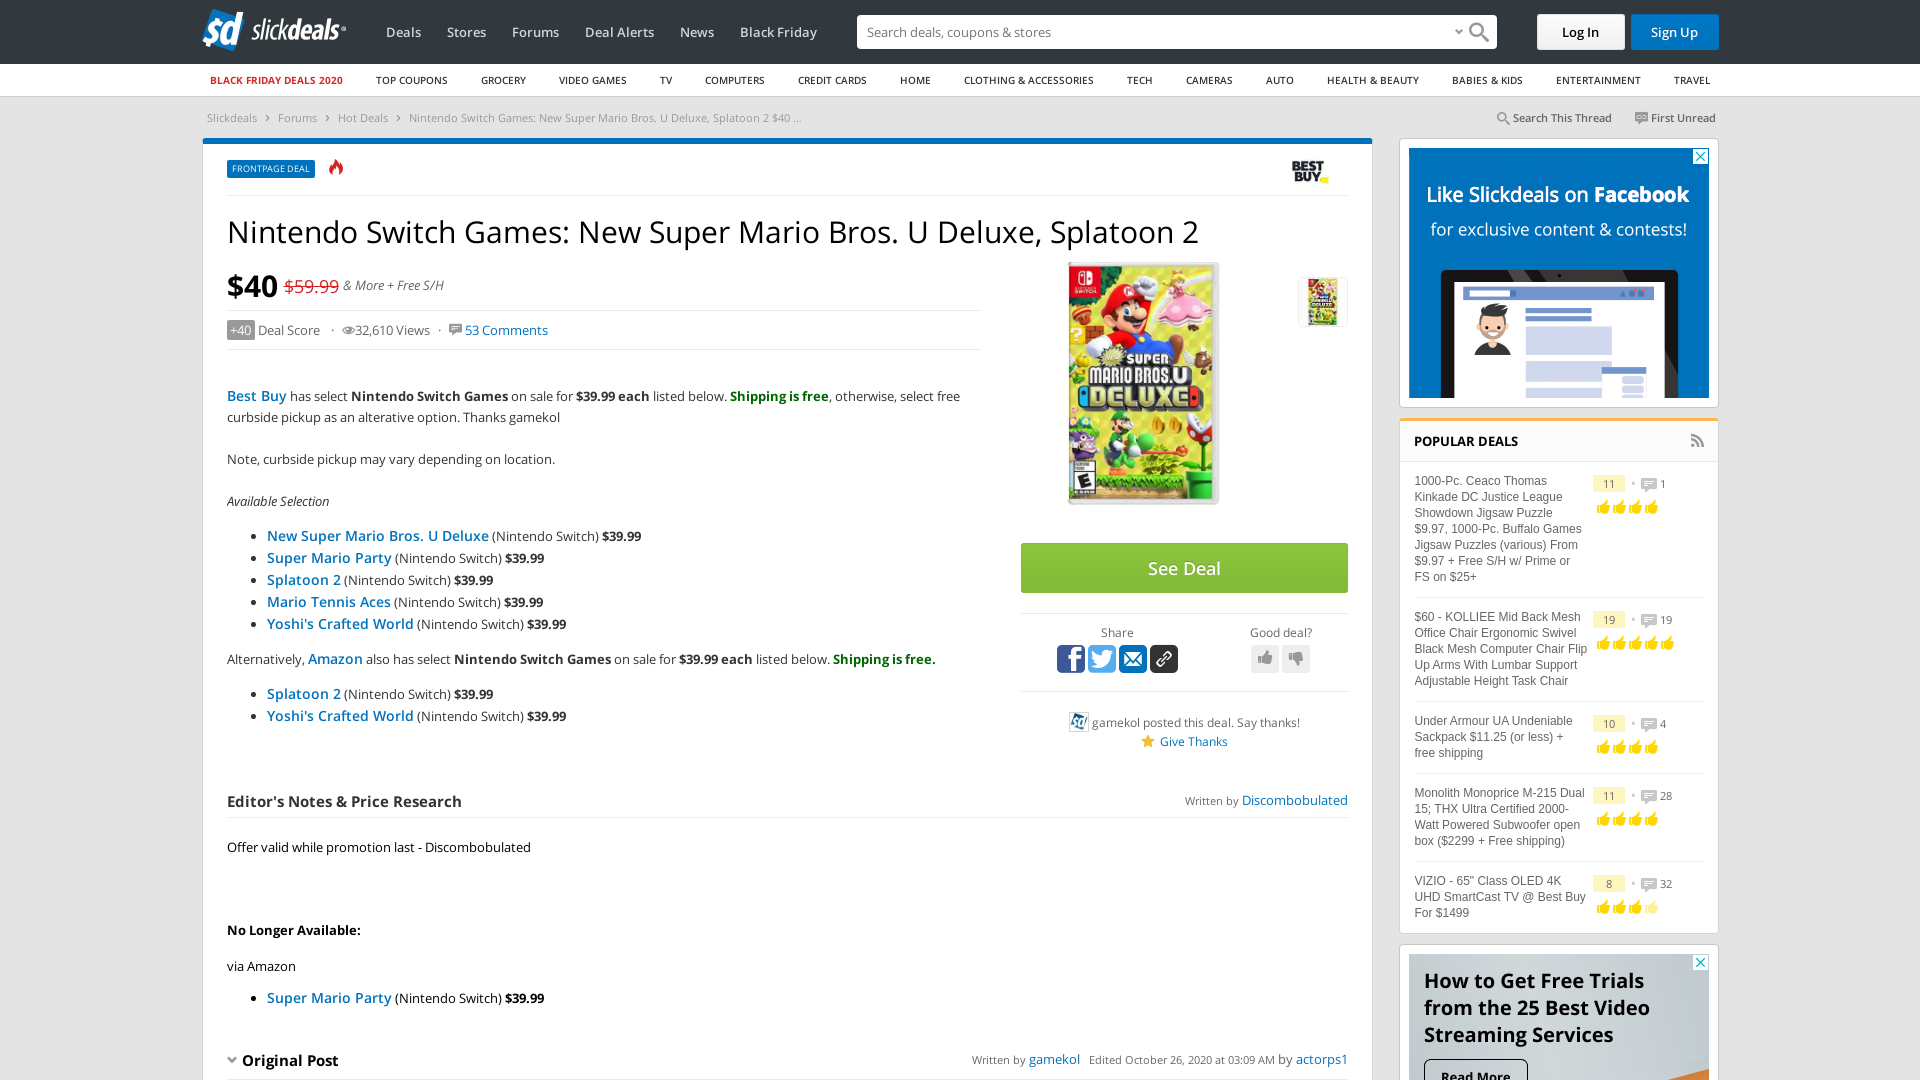 sd slickdeals
Deals Stores Forums Deal Alerts News Black Friday
Search deals, coupons & shops
Log In Sign Up
BLACK FRIDAY DEALS 2020 TOP COUPONS GROCERY VIDEO GAMES TV COMPUTERS CREDIT CARDS HOME CLOTHING & ACCESSORIES TECH CAMERAS AUTO HEALTH & BEAUTY BABIES & KIDS ENTERTAINMENT TRAVEL
Slickdeals Forums Hot Deals Nintendo Switch Games: New Super Mario Bros. U Deluxe, Splatoon 2 $40 ...
Search This Thread First Unread
FRONTPAGE DEAL
BEST
BUY
Nintendo Switch Games: New Super Mario Bros. U Deluxe, Splatoon 2
$40 $59.99 & More + Free S/H
+40 Deal Score · 32,610 Views · 53 Comments
Best Buy has select Nintendo Switch Games on sale for $39.99 each listed below. Shipping is free, otherwise, select free
curbside pickup as an alterative option. Thanks gamekol
Note, curbside pickup may vary depending on location.
Available Selection
• New Super Mario Bros. U Deluxe (Nintendo Switch) $39.99
• Super Mario Party (Nintendo Switch) $39.99
• Splatoon 2 (Nintendo Switch) $39.99
• Mario Tennis Aces (Nintendo Switch) $39.99
• Yoshi's Crafted World (Nintendo Switch) $39.99
Alternatively, Amazon also has select Nintendo Switch Games on sale for $39.99 each listed below. Shipping is free.
• Splatoon 2 (Nintendo Switch) $39.99
• Yoshi's Crafted World (Nintendo Switch) $39.99
New
SUPER
MARIO BROS. U
DELUXE
E
See Deal
Share Good deal?
gamekol posted this deal. Say thanks!
Give Thanks
Editor's Notes & Price Research
Written by Discombobulated
Offer valid while promotion last - Discombobulated
No Longer Available:
via Amazon
• Super Mario Party (Nintendo Switch) $39.99
Original Post
Written by gamekol Edited October 26, 2020 at 03:09 AM by actorps1
Like Slickdeals on Facebook
for exclusive content & contests!
POPULAR DEALS
1000-Pc. Ceaco Thomas
Kinkade DC Justice League
Showdown Jigsaw Puzzle
$9.97, 1000-Pc. Buffalo Games
Jigsaw Puzzles (various) From
$9.97 + Free S/H w/ Prime or
FS on $25+
11 • 1
$60 - KOLLIEE Mid Back Mesh
Office Chair Ergonomic Swivel
Black Mesh Computer Chair Flip
Up Arms With Lumbar Support
Adjustable Height Task Chair
19 • 19
Under Armour UA Undeniable
Sackpack $11.25 (or less) +
free shipping
10 • 4
Monolith Monoprice M-215 Dual
15; THX Ultra Certified 2000-
Watt Powered Subwoofer open
box ($2299 + Free shipping)
11 • 28
VIZIO - 65" Class OLED 4K
UHD SmartCast TV @ Best Buy
For $1499
8 • 32
How to Get Free Trials
from the 25 Best Video
Streaming Services
Read More